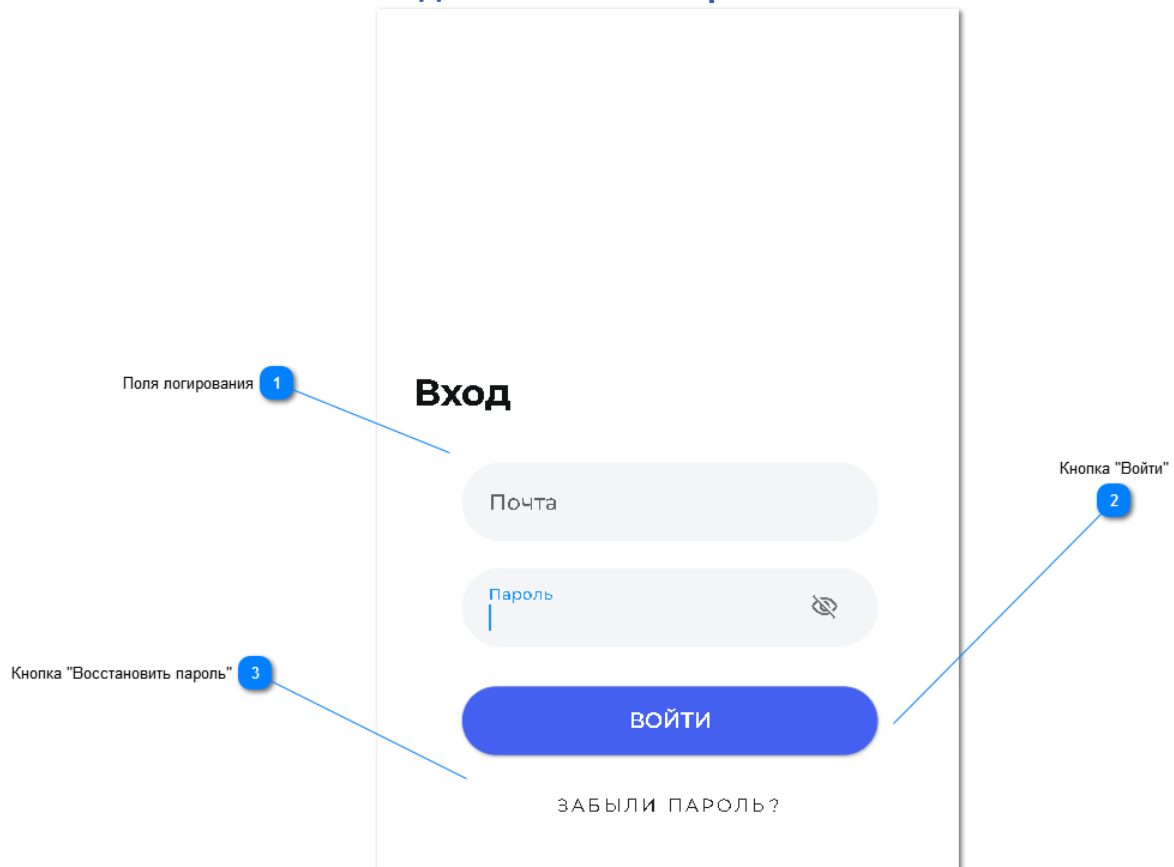 Поля логирования 1
Вход
Кнопка "Войти"
2
Почта
Пароль
Кнопка "Восстановить пароль" 3
ВОЙТИ
ЗАБЫЛИ ПАРОЛЬ?